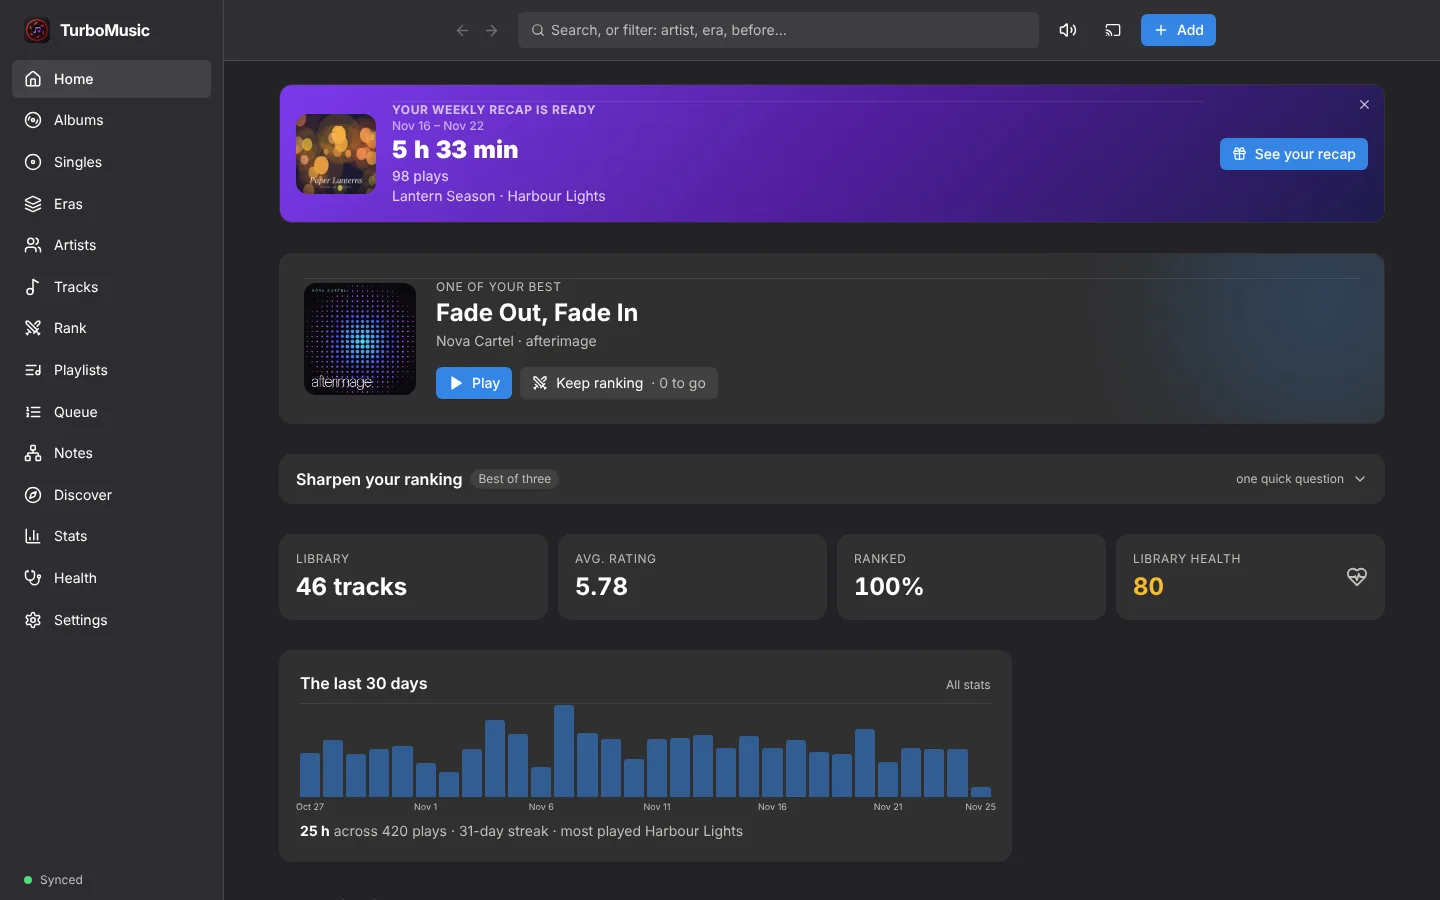 TurboMusic
Search, or filter: artist, era, before...
Add
Home
Albums
Singles
Eras
Artists
Tracks
Rank
Playlists
Queue
Notes
Discover
Stats
Health
Settings
Synced
YOUR WEEKLY RECAP IS READY
Nov 16 – Nov 22
5 h 33 min
98 plays
Lantern Season · Harbour Lights
Paper Lanterns
See your recap
NOVA CARTEL
afterimage
ONE OF YOUR BEST
Fade Out, Fade In
Nova Cartel · afterimage
Play
Keep ranking · 0 to go
Sharpen your ranking Best of three
one quick question
LIBRARY
46 tracks
AVG. RATING
5.78
RANKED
100%
LIBRARY HEALTH
80
The last 30 days
All stats
Oct 27 Nov 1 Nov 6 Nov 11 Nov 16 Nov 21 Nov 25
25 h across 420 plays · 31-day streak · most played Harbour Lights